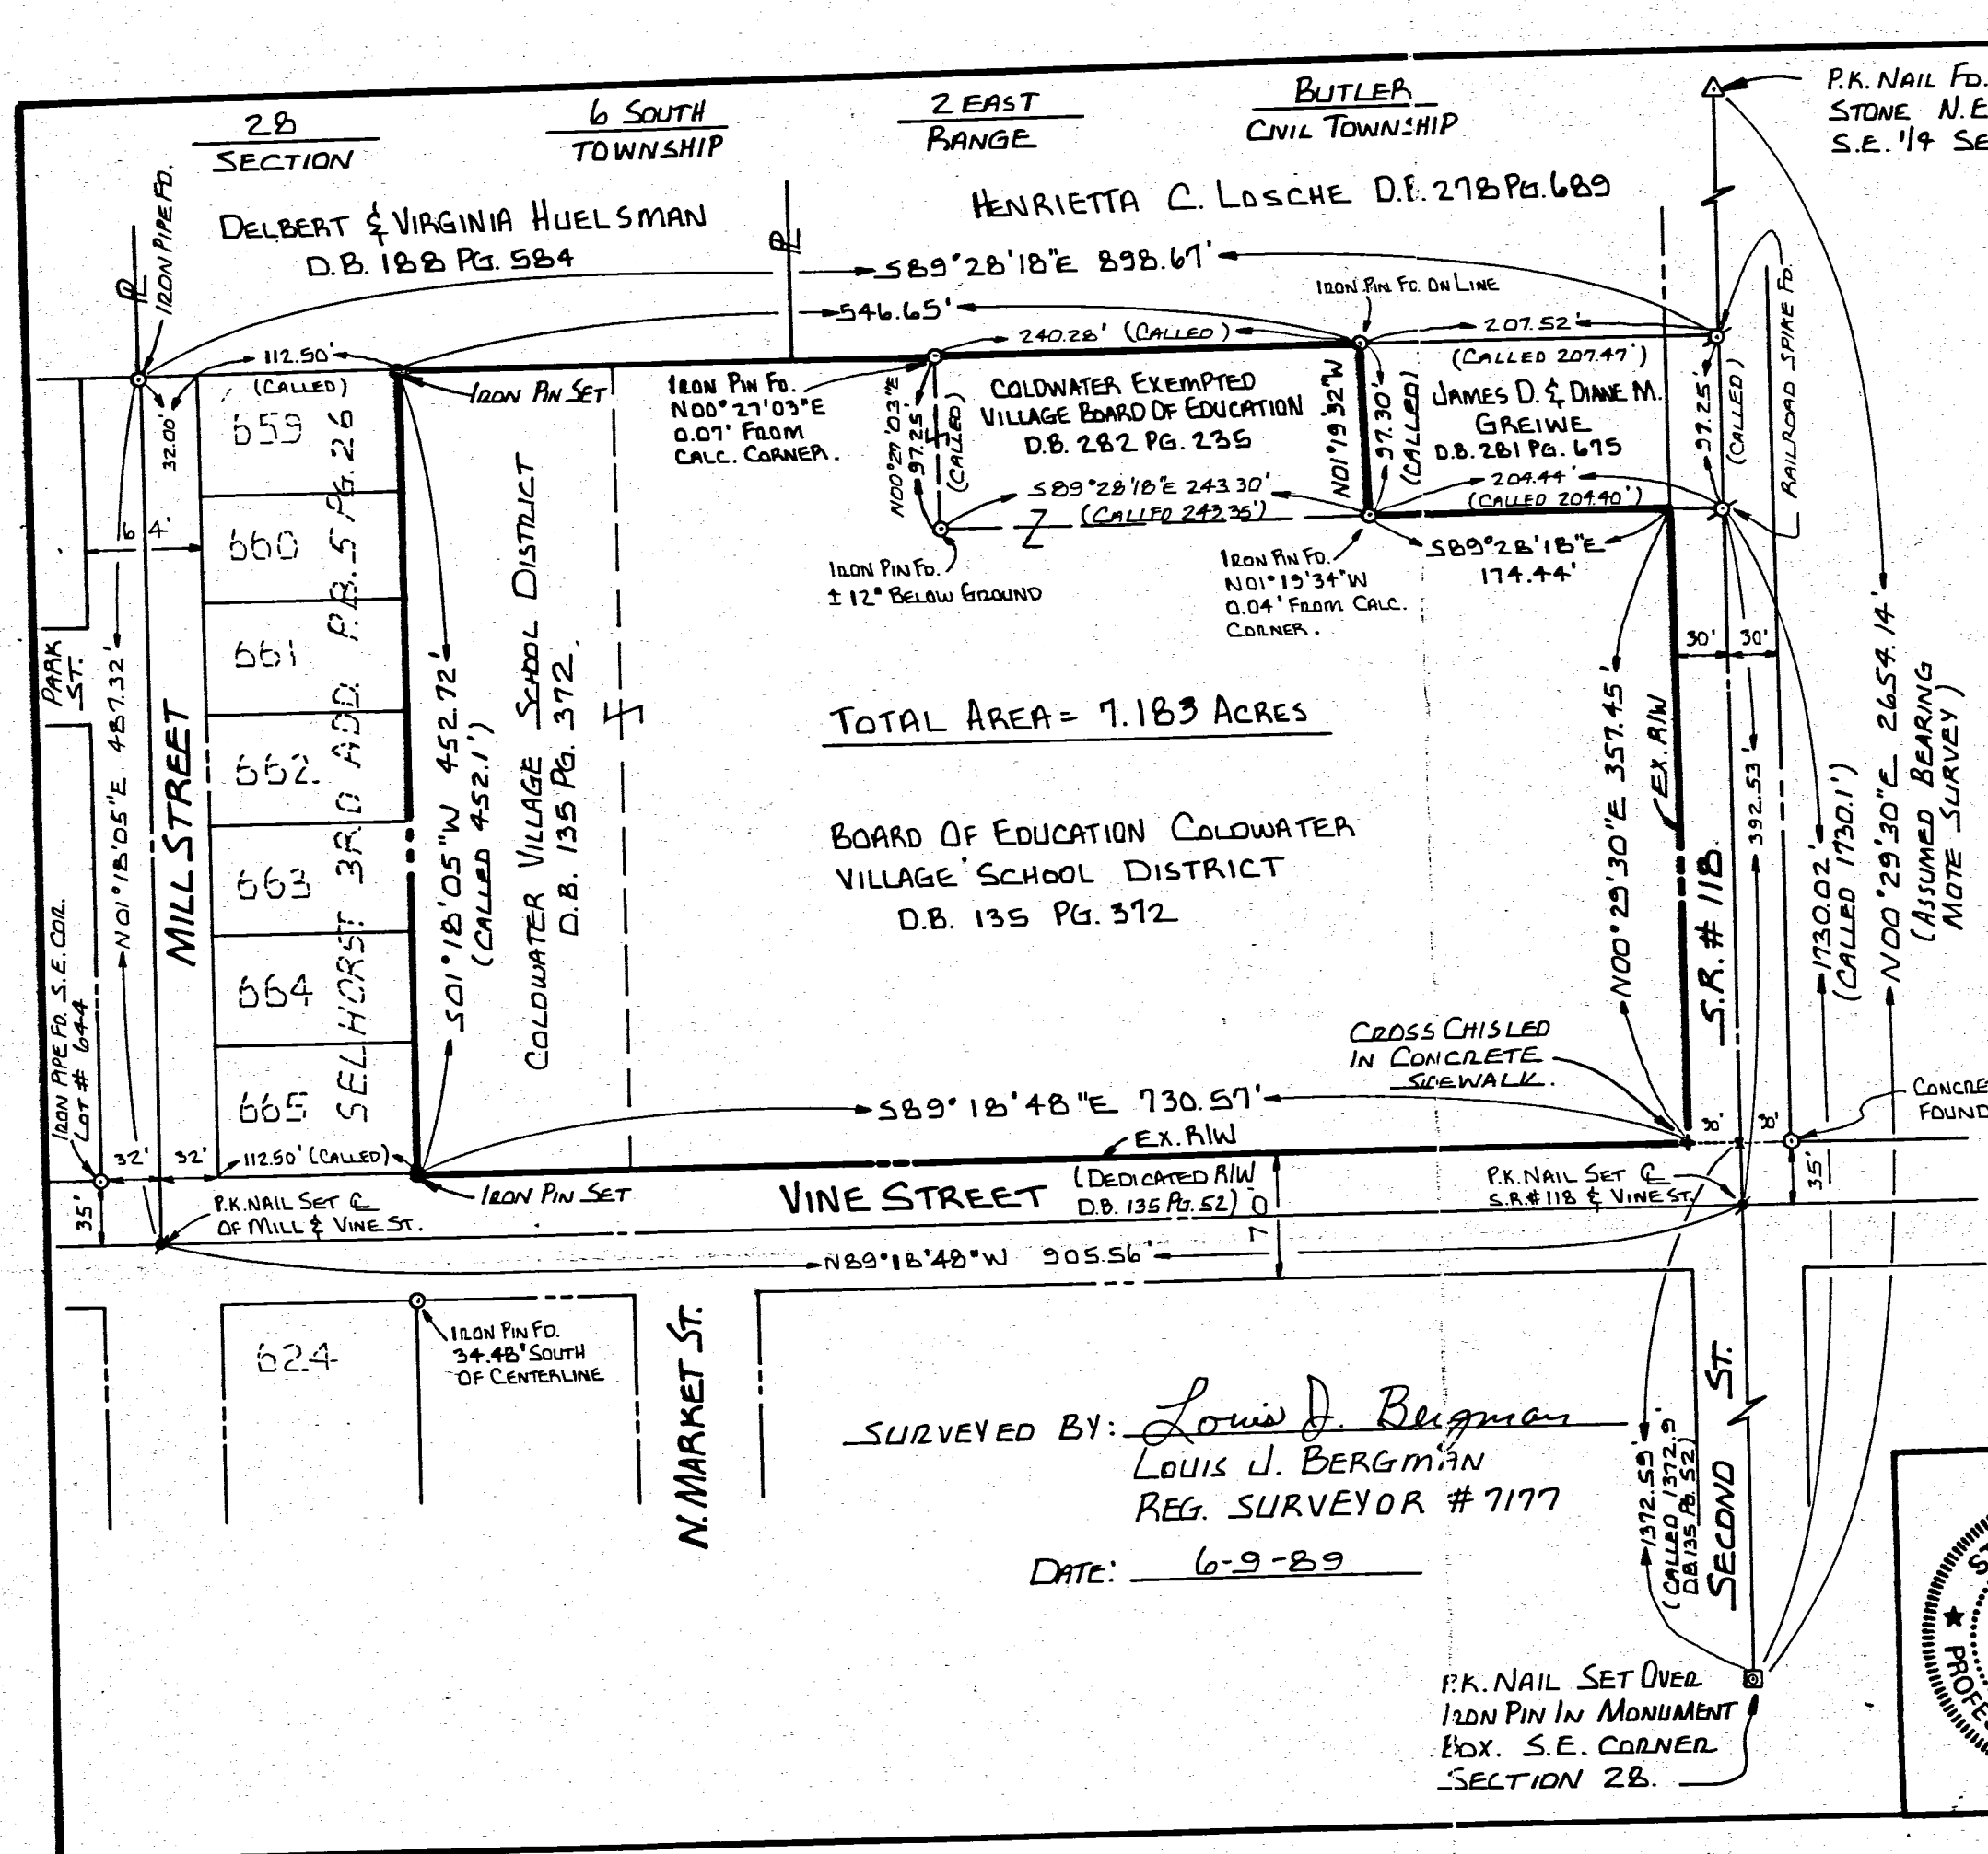 28
SECTION
6 SOUTH
TOWNSHIP
2 EAST
RANGE
BUTLER
CIVIL TOWNSHIP
P.K. NAIL FD.
STONE N.E
S.E. 1/4 SE
IRON PIPE FD.
DELBERT & VIRGINIA HUELSMAN
D.B. 188 PG. 584
HENRIETTA C. LOSCHE D.B. 278 PG. 689
S89°28'18"E 898.67'
546.65'
IRON PIN FD. ON LINE
240.28' (CALLED)
207.52'
(CALLED 207.47')
112.50'
(CALLED)
IRON PIN SET
IRON PIN FD.
N00°27'03"E
0.07' FROM
CALC. CORNER.
N00°27'03"E
97.25'
(CALLED)
COLDWATER EXEMPTED
VILLAGE BOARD OF EDUCATION
D.B. 282 PG. 235
N01°19'32"W
97.30'
(CALLED)
JAMES D. & DIANE M.
GREIWE
D.B. 281 PG. 675
97.25'
(CALLED)
RAILROAD SPIKE FD.
S89°28'18"E 243.30'
(CALLED 243.35')
204.44'
(CALLED 204.40')
S89°28'18"E
174.44'
IRON PIN FD.
± 12" BELOW GROUND
IRON PIN FD.
N01°19'34"W
0.04' FROM CALC.
CORNER.
32.00'
64.
659
660
661
662
663
664
665
SELHORST 3RD ADD. P.B. 5 PG. 26
PARK
ST.
N01°18'05"E 487.32'
MILL STREET
S01°18'05"W 452.72'
(CALLED 452.1')
COLDWATER VILLAGE SCHOOL DISTRICT
D.B. 135 PG. 372
TOTAL AREA = 7.183 ACRES
BOARD OF EDUCATION COLDWATER
VILLAGE SCHOOL DISTRICT
D.B. 135 PG. 372
N00°29'30"E 357.45'
EX. R/W
30'
30'
S.R. # 118
392.53'
1730.02'
(CALLED 1730.1')
N00°29'30"E 2654.14'
(ASSUMED BEARING
MOTE SURVEY)
IRON PIPE FD. S.E. COR.
LOT # 644
CROSS CHISLED
IN CONCRETE
SIDEWALK.
CONCRE
FOUND
S89°18'48"E 730.57'
EX. R/W
30'
30'
32'
32'
112.50' (CALLED)
35'
P.K. NAIL SET ℄
OF MILL & VINE ST.
IRON PIN SET
VINE STREET
(DEDICATED R/W
D.B. 135 PG. 52)
70
P.K. NAIL SET ℄
S.R. # 118 & VINE ST.
35'
N89°18'48"W 905.56'
624
IRON PIN FD.
34.48' SOUTH
OF CENTERLINE
N. MARKET ST.
SURVEYED BY: Louis J. Bergman
LOUIS J. BERGMAN
REG. SURVEYOR # 7177
DATE: 6-9-89
1372.59'
(CALLED 1372.9'
D.B. 135, PG. 52)
SECOND ST.
P.K. NAIL SET OVER
IRON PIN IN MONUMENT
BOX. S.E. CORNER
SECTION 28.